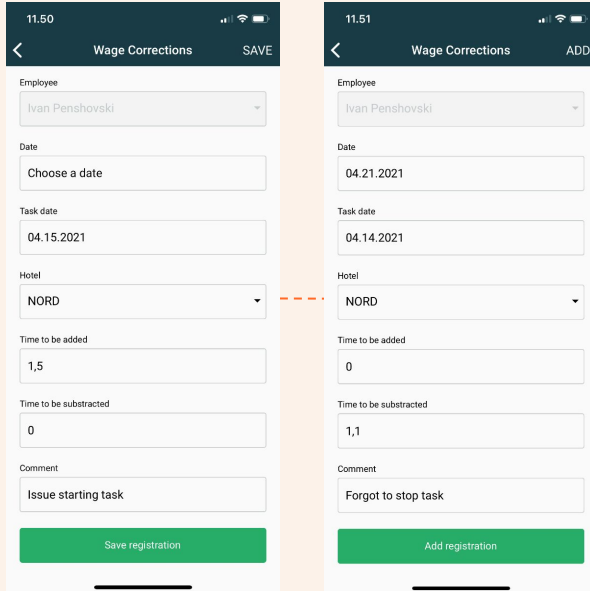 11.50
Wage Corrections SAVE
Employee
Ivan Penshovski
Date
Choose a date
Task date
04.15.2021
Hotel
NORD
Time to be added
1,5
Time to be substracted
0
Comment
Issue starting task
Save registration
11.51
Wage Corrections ADD
Employee
Ivan Penshovski
Date
04.21.2021
Task date
04.14.2021
Hotel
NORD
Time to be added
0
Time to be substracted
1,1
Comment
Forgot to stop task
Add registration